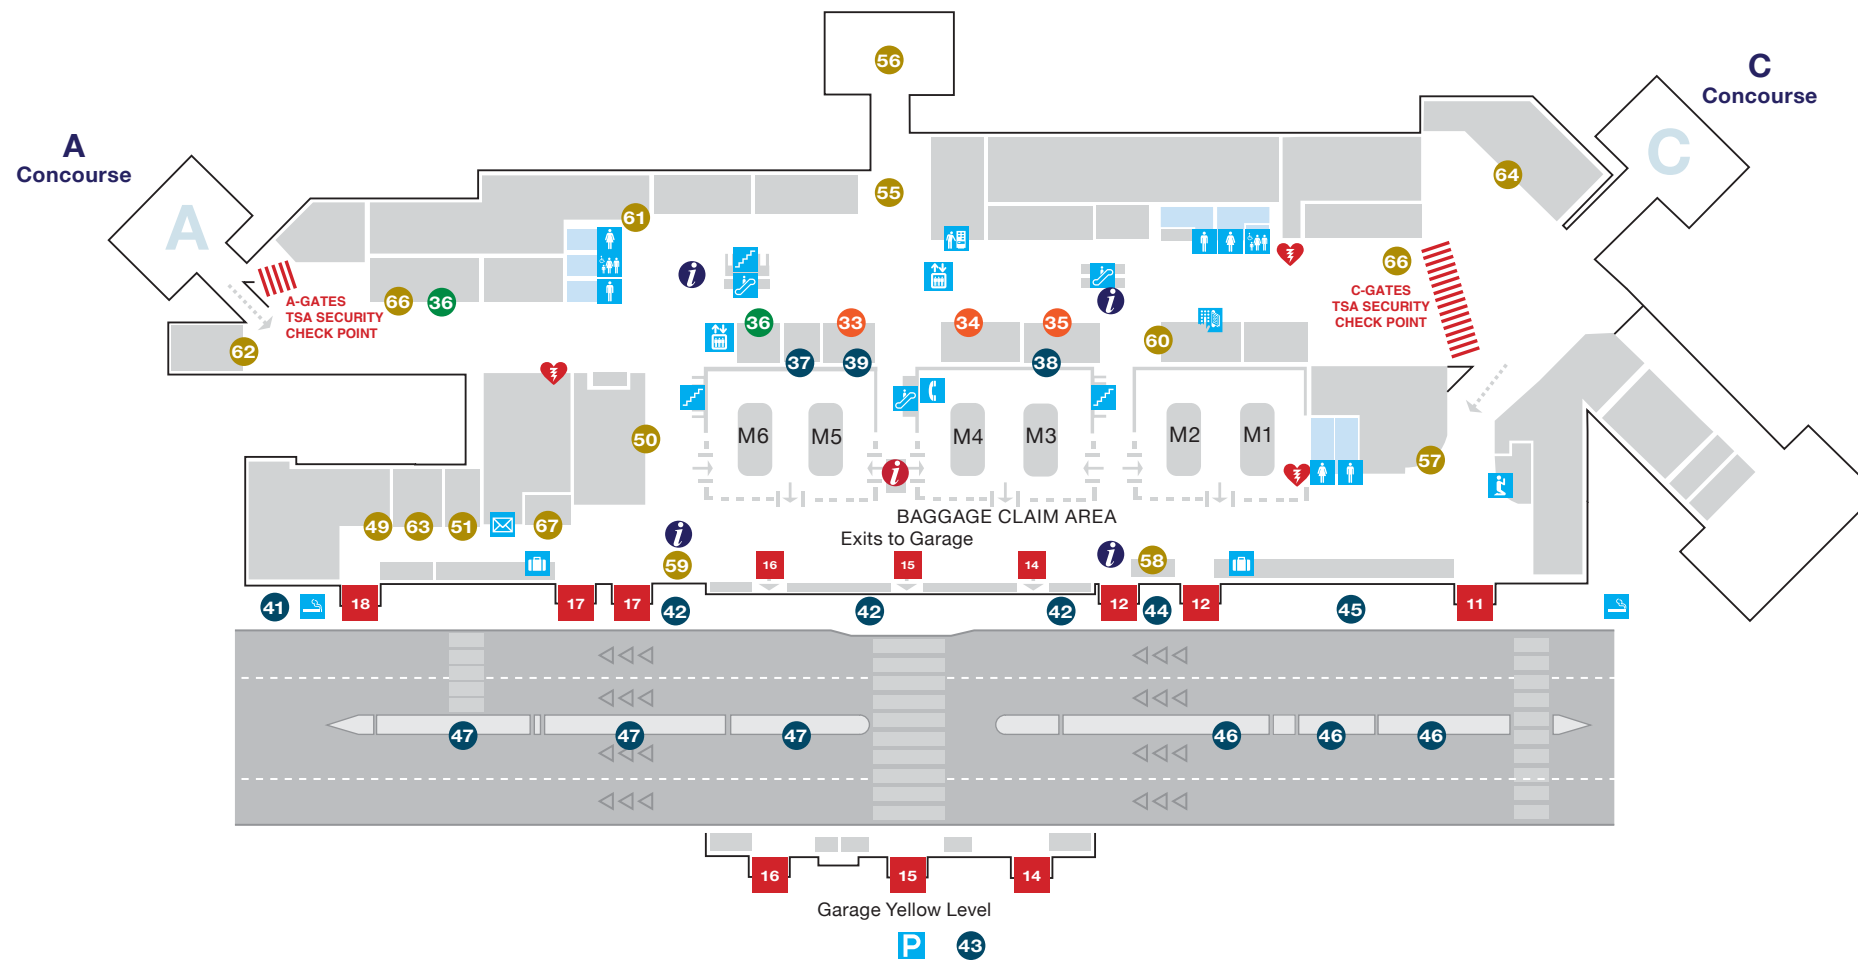 56
C
Concourse
A
Concourse
C
64
55
61
A
66
66
36
A-GATES
TSA SECURITY
CHECK POINT
C-GATES
TSA SECURITY
CHECK POINT
36
33
34
35
60
62
37
39
38
50
M6
M5
M4
M3
M2
M1
57
i
i
i
49
63
51
67
BAGGAGE CLAIM AREA
Exits to Garage
i
i
59
58
16
15
14
41
18
17
17
42
42
42
12
44
12
45
11
47
47
47
46
46
46
16
15
14
Garage Yellow Level
P
43